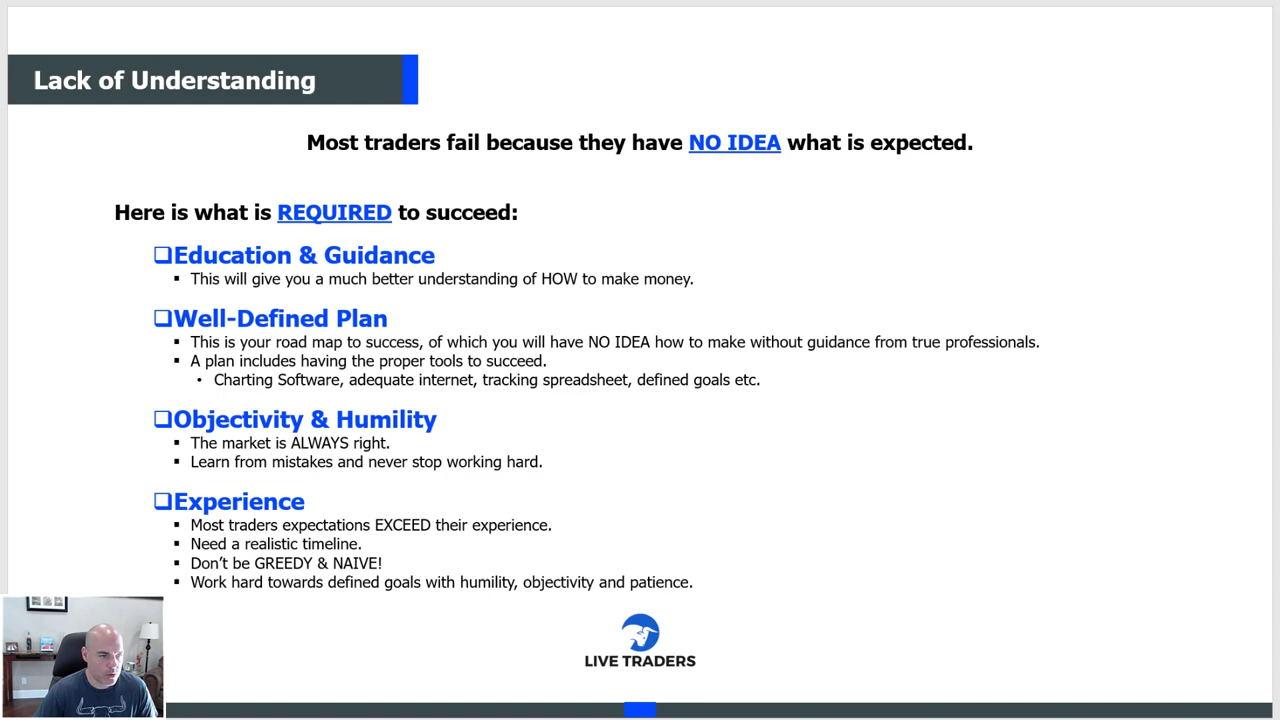 Lack of Understanding
Most traders fail because they have NO IDEA what is expected.
Here is what is REQUIRED to succeed:
Education & Guidance
This will give you a much better understanding of HOW to make money.
Well-Defined Plan
This is your road map to success, of which you will have NO IDEA how to make without guidance from true professionals.
A plan includes having the proper tools to succeed.
Charting Software, adequate internet, tracking spreadsheet, defined goals etc.
Objectivity & Humility
The market is ALWAYS right.
Learn from mistakes and never stop working hard.
Experience
Most traders expectations EXCEED their experience.
Need a realistic timeline.
Don't be GREEDY & NAIVE!
Work hard towards defined goals with humility, objectivity and patience.
LIVE TRADERS